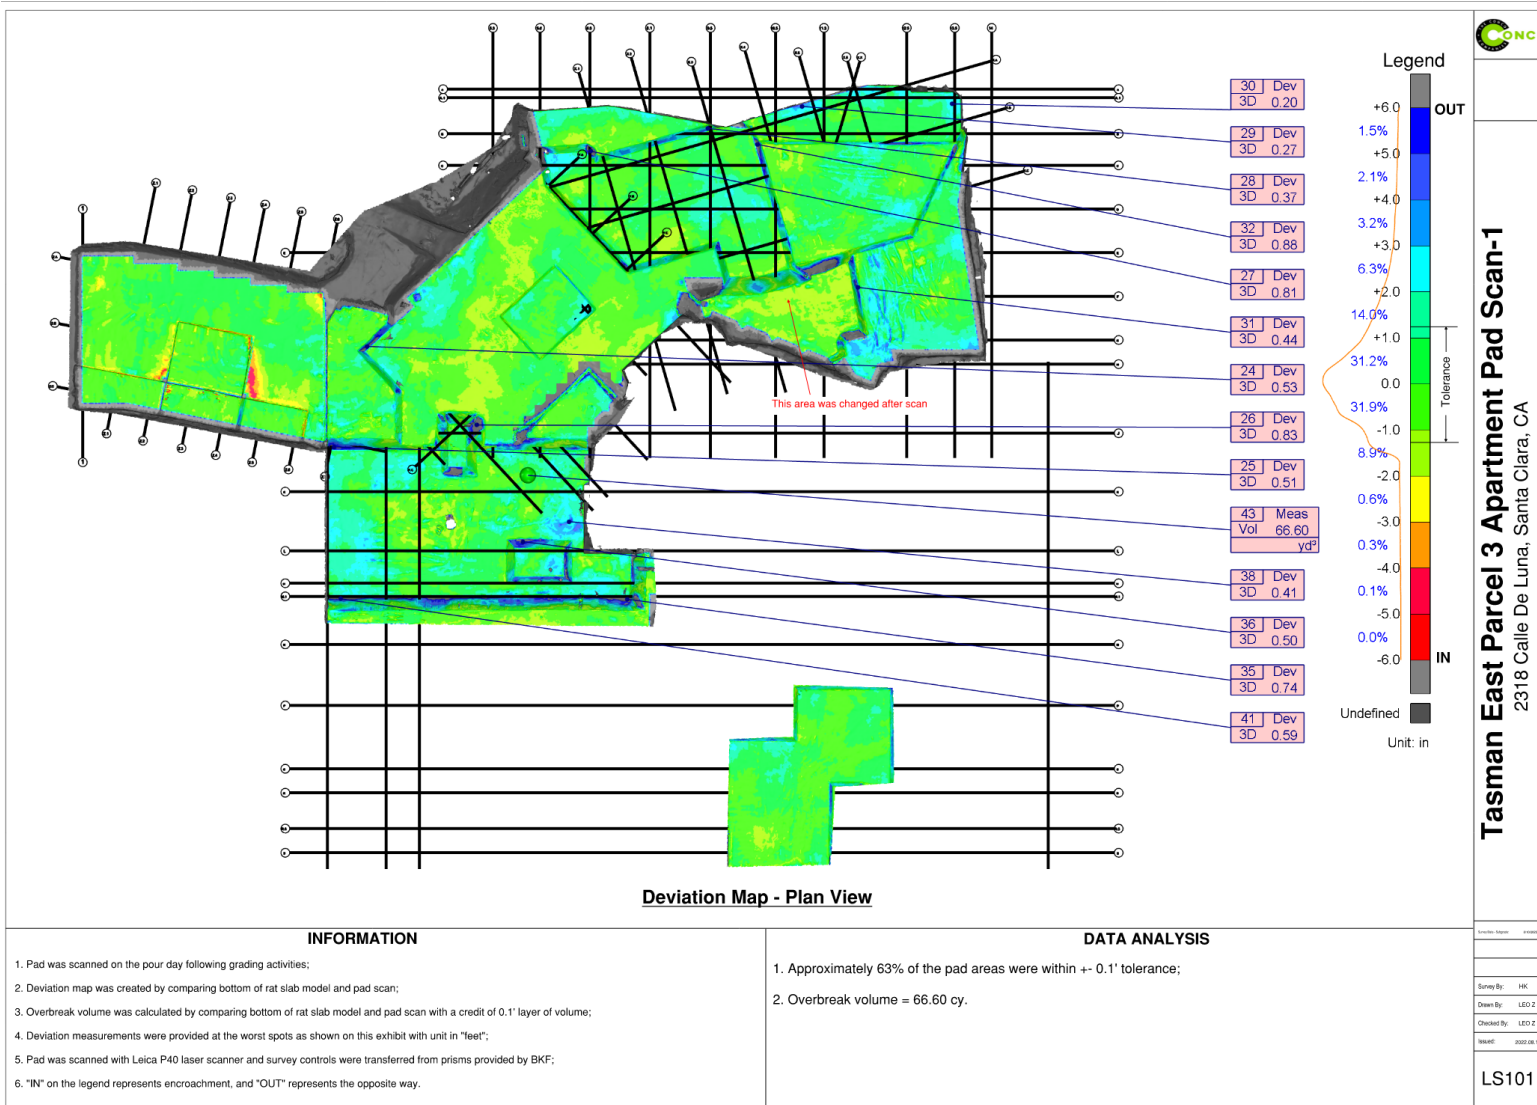 Legend
OUT
+6.0
1.5%
+5.0
2.1%
+4.0
3.2%
+3.0
6.3%
+2.0
14.0%
+1.0
31.2%
0.0
31.9%
-1.0
8.9%
-2.0
0.6%
-3.0
0.3%
-4.0
0.1%
-5.0
0.0%
-6.0
IN
Tolerance
Undefined
Unit: in
30 Dev
3D 0.20
29 Dev
3D 0.27
28 Dev
3D 0.37
32 Dev
3D 0.88
27 Dev
3D 0.81
31 Dev
3D 0.44
24 Dev
3D 0.53
26 Dev
3D 0.83
25 Dev
3D 0.51
43 Meas
Vol 66.60
yd³
38 Dev
3D 0.41
36 Dev
3D 0.50
35 Dev
3D 0.74
41 Dev
3D 0.59
This area was changed after scan
Deviation Map - Plan View
INFORMATION
1. Pad was scanned on the pour day following grading activities;
2. Deviation map was created by comparing bottom of rat slab model and pad scan;
3. Overbreak volume was calculated by comparing bottom of rat slab model and pad scan with a credit of 0.1' layer of volume;
4. Deviation measurements were provided at the worst spots as shown on this exhibit with unit in "feet";
5. Pad was scanned with Leica P40 laser scanner and survey controls were transferred from prisms provided by BKF;
6. "IN" on the legend represents encroachment, and "OUT" represents the opposite way.
DATA ANALYSIS
1. Approximately 63% of the pad areas were within +- 0.1' tolerance;
2. Overbreak volume = 66.60 cy.
CONC
Tasman East Parcel 3 Apartment Pad Scan-1
2318 Calle De Luna, Santa Clara, CA
Survey By: HK
Drawn By: LEO Z
Checked By: LEO Z
Issued: 2022.08.
LS101